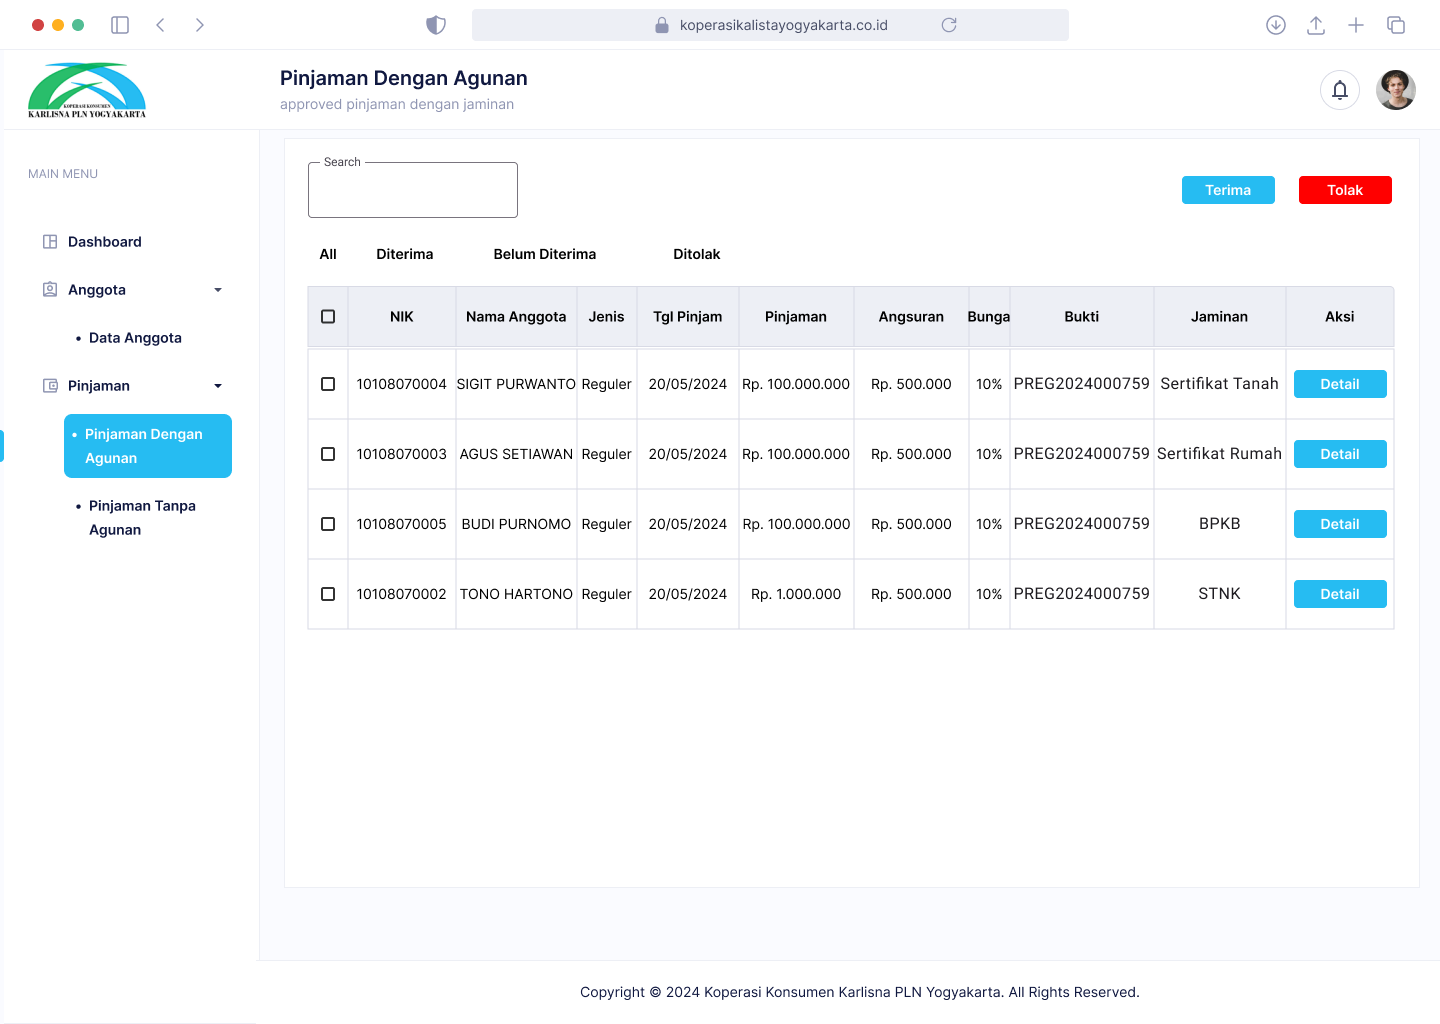 koperasikalistayogyakarta.co.id
KOPERASI KONSUMEN
KARLISNA PLN YOGYAKARTA
Pinjaman Dengan Agunan
approved pinjaman dengan jaminan
MAIN MENU
Dashboard
Anggota
• Data Anggota
Pinjaman
• Pinjaman Dengan
Agunan
• Pinjaman Tanpa
Agunan
Search
Terima Tolak
All Diterima Belum Diterima Ditolak
NIK Nama Anggota Jenis Tgl Pinjam Pinjaman Angsuran Bunga Bukti Jaminan Aksi
10108070004 SIGIT PURWANTO Reguler 20/05/2024 Rp. 100.000.000 Rp. 500.000 10% PREG2024000759 Sertifikat Tanah Detail
10108070003 AGUS SETIAWAN Reguler 20/05/2024 Rp. 100.000.000 Rp. 500.000 10% PREG2024000759 Sertifikat Rumah Detail
10108070005 BUDI PURNOMO Reguler 20/05/2024 Rp. 100.000.000 Rp. 500.000 10% PREG2024000759 BPKB Detail
10108070002 TONO HARTONO Reguler 20/05/2024 Rp. 1.000.000 Rp. 500.000 10% PREG2024000759 STNK Detail
Copyright © 2024 Koperasi Konsumen Karlisna PLN Yogyakarta. All Rights Reserved.